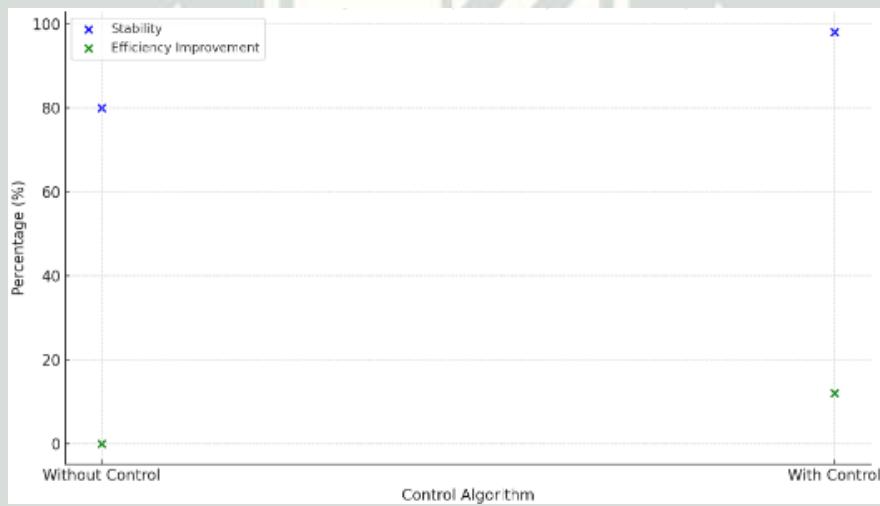 100
Stability
Efficiency Improvement
80
60
40
20
0
Percentage (%)
Without Control
With Control
Control Algorithm